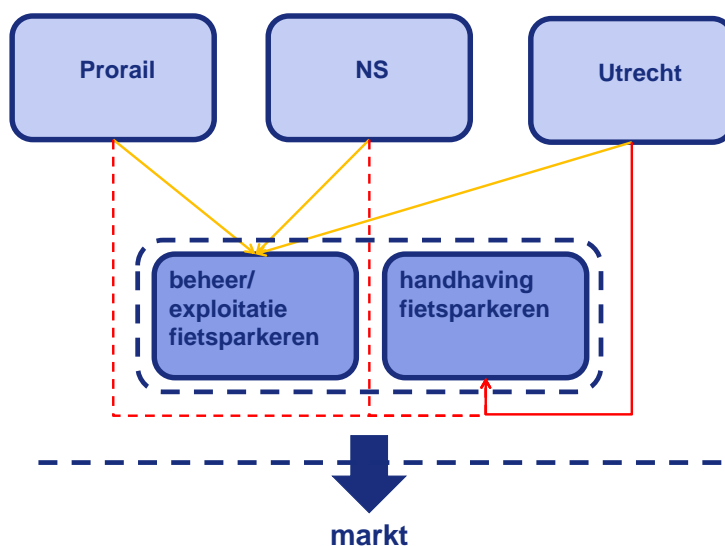 Prorail
NS
Utrecht
beheer/
exploitatie
fietsparkeren
handhaving
fietsparkeren
markt